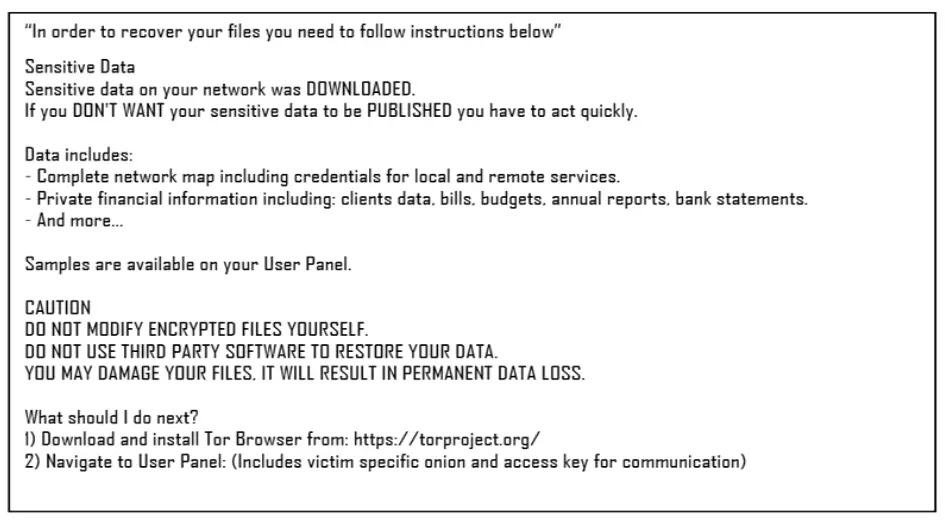 “In order to recover your files you need to follow instructions below”
Sensitive Data
Sensitive data on your network was DOWNLOADED.
If you DON'T WANT your sensitive data to be PUBLISHED you have to act quickly.
Data includes:
- Complete network map including credentials for local and remote services.
- Private financial information including: clients data, bills, budgets, annual reports, bank statements.
- And more...
Samples are available on your User Panel.
CAUTION
DO NOT MODIFY ENCRYPTED FILES YOURSELF.
DO NOT USE THIRD PARTY SOFTWARE TO RESTORE YOUR DATA.
YOU MAY DAMAGE YOUR FILES, IT WILL RESULT IN PERMANENT DATA LOSS.
What should I do next?
1) Download and install Tor Browser from: https://torproject.org/
2) Navigate to User Panel: (Includes victim specific onion and access key for communication)